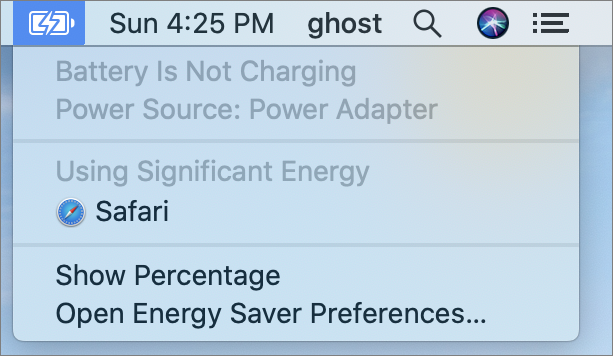 Sun 4:25 PM ghost
Battery Is Not Charging
Power Source: Power Adapter
Using Significant Energy
Safari
Show Percentage
Open Energy Saver Preferences...